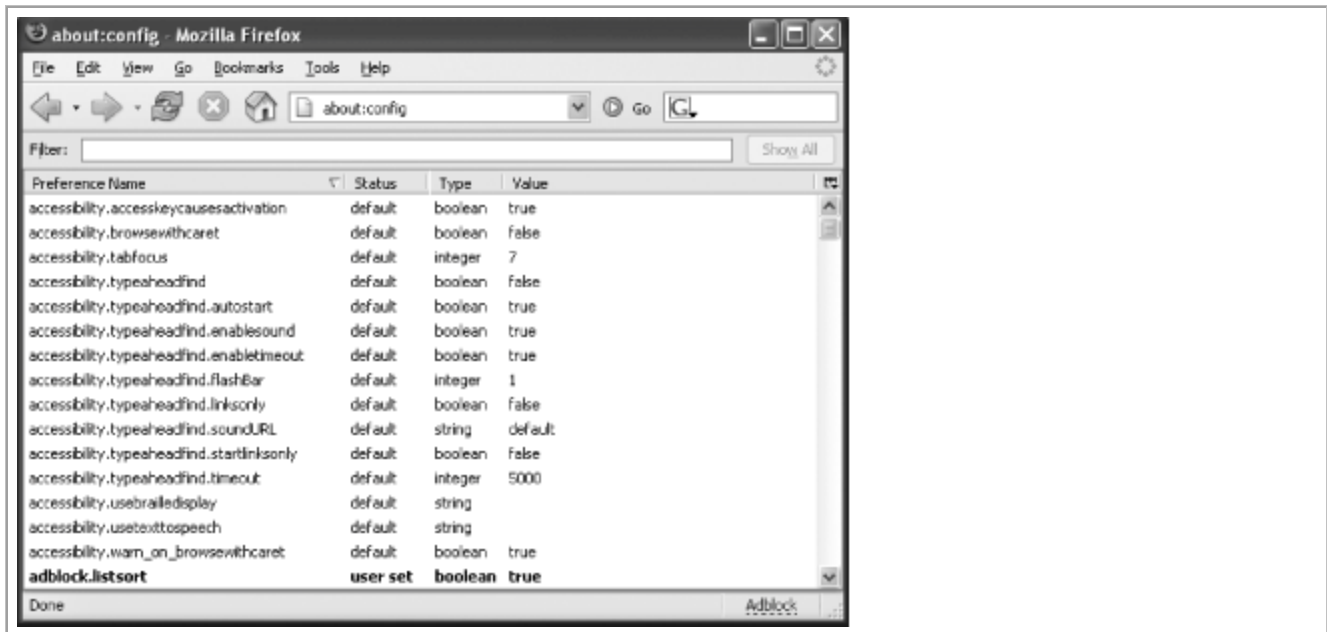 about:config - Mozilla Firefox
File Edit View Go Bookmarks Tools Help
about:config Go G
Filter: Show All
Preference Name Status Type Value
accessibility.accesskeycausesactivation default boolean true
accessibility.browsewithcaret default boolean false
accessibility.tabfocus default integer 7
accessibility.typeaheadfind default boolean false
accessibility.typeaheadfind.autostart default boolean true
accessibility.typeaheadfind.enablesound default boolean true
accessibility.typeaheadfind.enabletimeout default boolean true
accessibility.typeaheadfind.flashBar default integer 1
accessibility.typeaheadfind.linksonly default boolean false
accessibility.typeaheadfind.soundURL default string default
accessibility.typeaheadfind.startlinksonly default boolean false
accessibility.typeaheadfind.timeout default integer 5000
accessibility.usebrailledisplay default string
accessibility.usetexttospeech default string
accessibility.warn_on_browsewithcaret default boolean true
adblock.listsort user set boolean true
Done Adblock